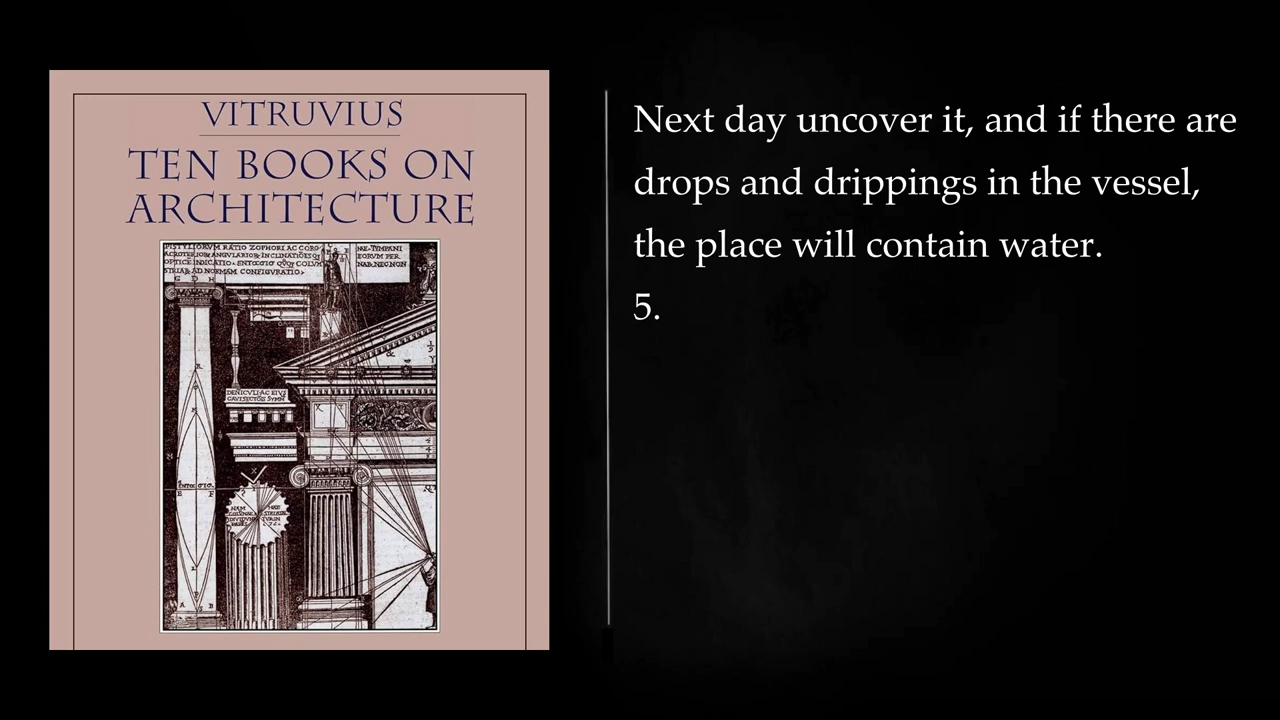 VITRUVIUS
TEN BOOKS ON
ARCHITECTURE
Next day uncover it, and if there are
drops and drippings in the vessel,
the place will contain water.
5.